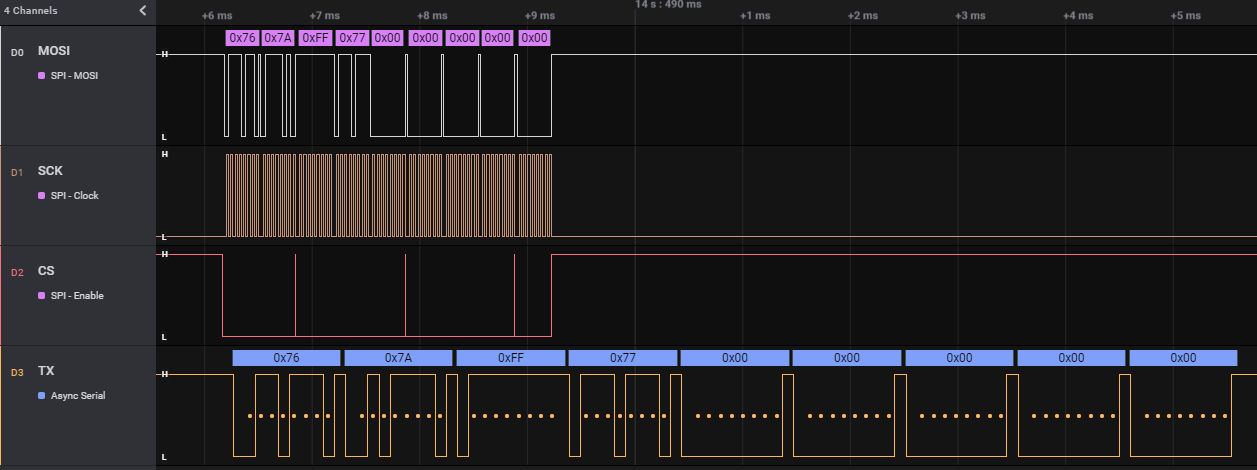 4 Channels
14 s : 490 ms
+6 ms +7 ms +8 ms +9 ms +1 ms +2 ms +3 ms +4 ms +5 ms
0x76 0x7A 0xFF 0x77 0x00 0x00 0x00 0x00 0x00
D0 MOSI H
SPI - MOSI
L
H
D1 SCK
SPI - Clock
L
H
D2 CS
SPI - Enable
L
0x76 0x7A 0xFF 0x77 0x00 0x00 0x00 0x00 0x00
D3 TX H
Async Serial
L